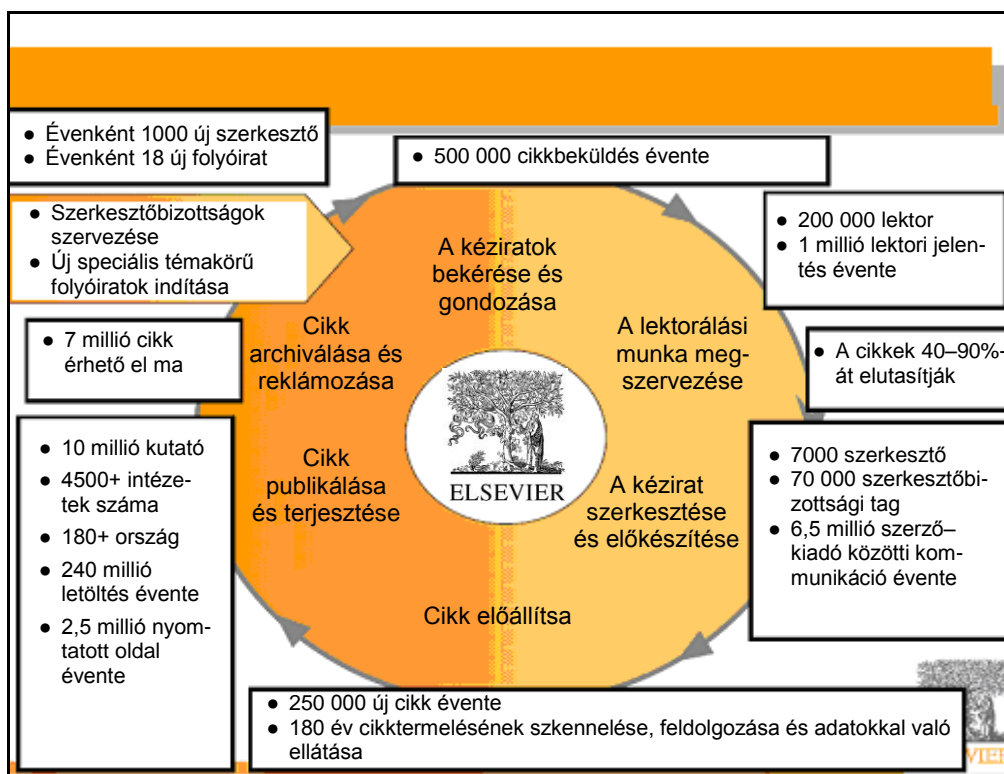 ● Évenként 1000 új szerkesztő
● Évenként 18 új folyóirat
● 500 000 cikkbeküldés évente
● Szerkesztőbizottságok
szervezése
● Új speciális témakörű
folyóiratok indítása
● 200 000 lektor
● 1 millió lektori jelen-
tés évente
A kéziratok
bekérése és
gondozása
● 7 millió cikk
érhető el ma
Cikk
archiválása és
reklámozása
A lektorálási
munka meg-
szervezése
● A cikkek 40–90%-
át elutasítják
● 10 millió kutató
● 4500+ intéze-
tek száma
● 180+ ország
● 240 millió
letöltés évente
● 2,5 millió nyom-
tatott oldal
évente
Cikk
publikálása
és terjesztése
ELSEVIER
A kézirat
szerkesztése
és előkészítése
● 7000 szerkesztő
● 70 000 szerkesztőbi-
zottsági tag
● 6,5 millió szerző–
kiadó közötti kom-
munikáció évente
Cikk előállítsa
● 250 000 új cikk évente
● 180 év cikktermelésének szkennelése, feldolgozása és adatokkal való
ellátása
VIER